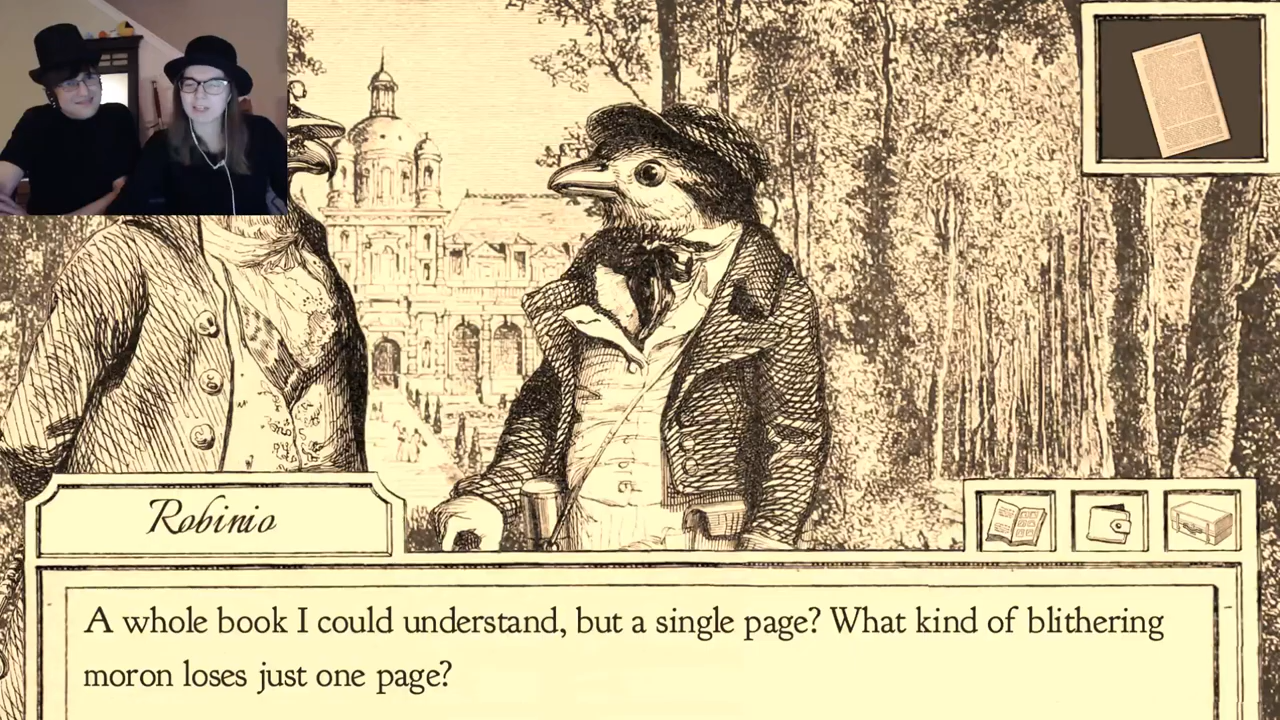 Robinio
A whole book I could understand, but a single page? What kind of blithering
moron loses just one page?